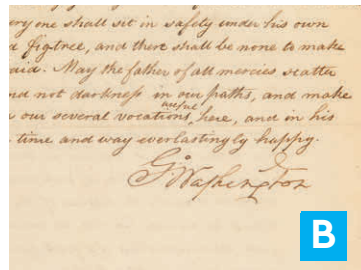 ery one shall sit in safety under his own
d figtree, and there shall be none to make
aid. May the father of all mercies scatter
nd not darkness in our paths, and make
useful
n our several vocations, here, and in his
time and way everlastingly happy.
G. Washington
B